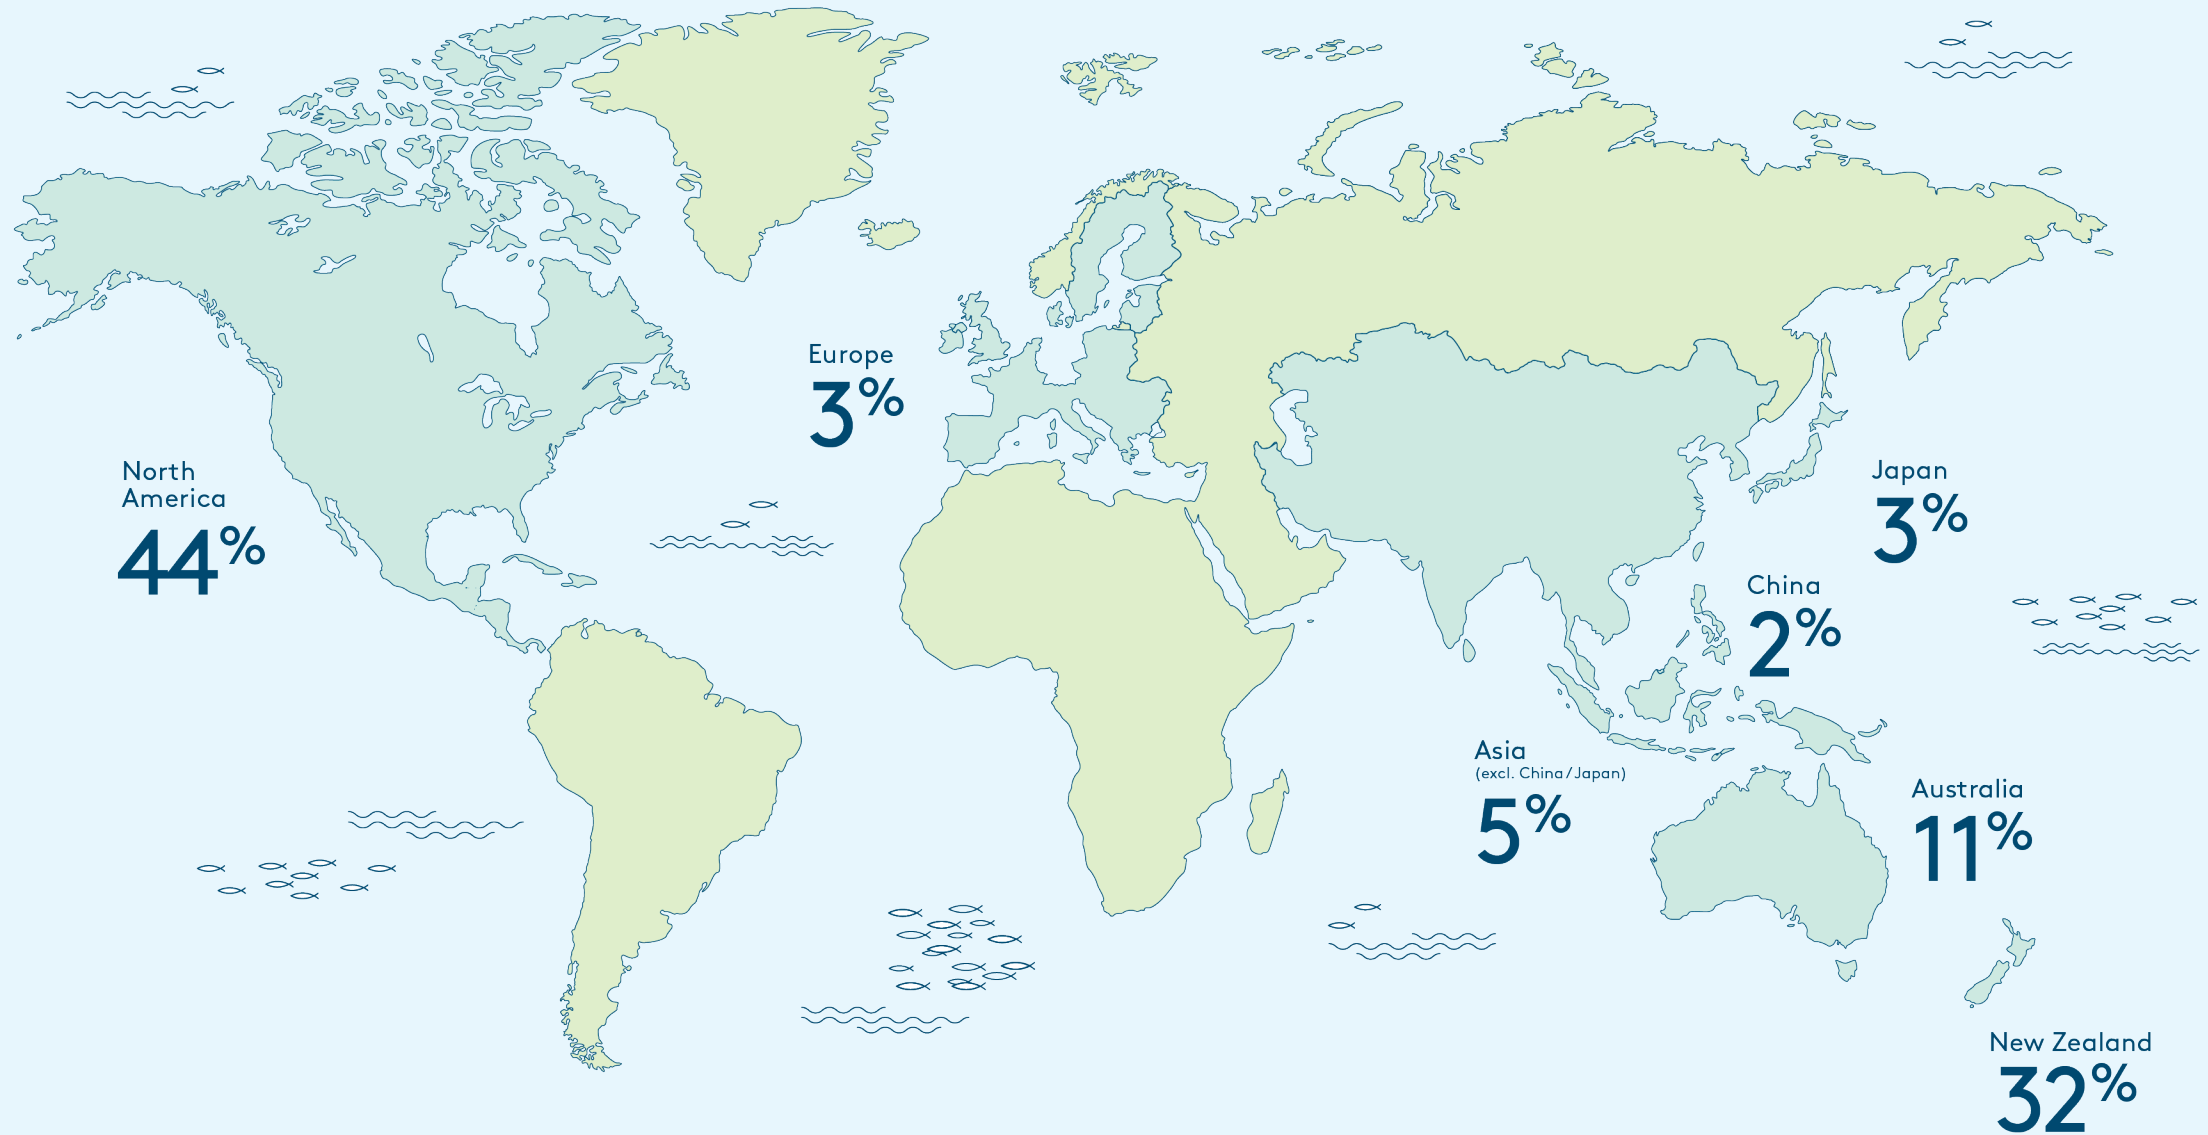 North
America
44%
Europe
3%
Japan
3%
China
2%
Asia
(excl. China/Japan)
5%
Australia
11%
New Zealand
32%